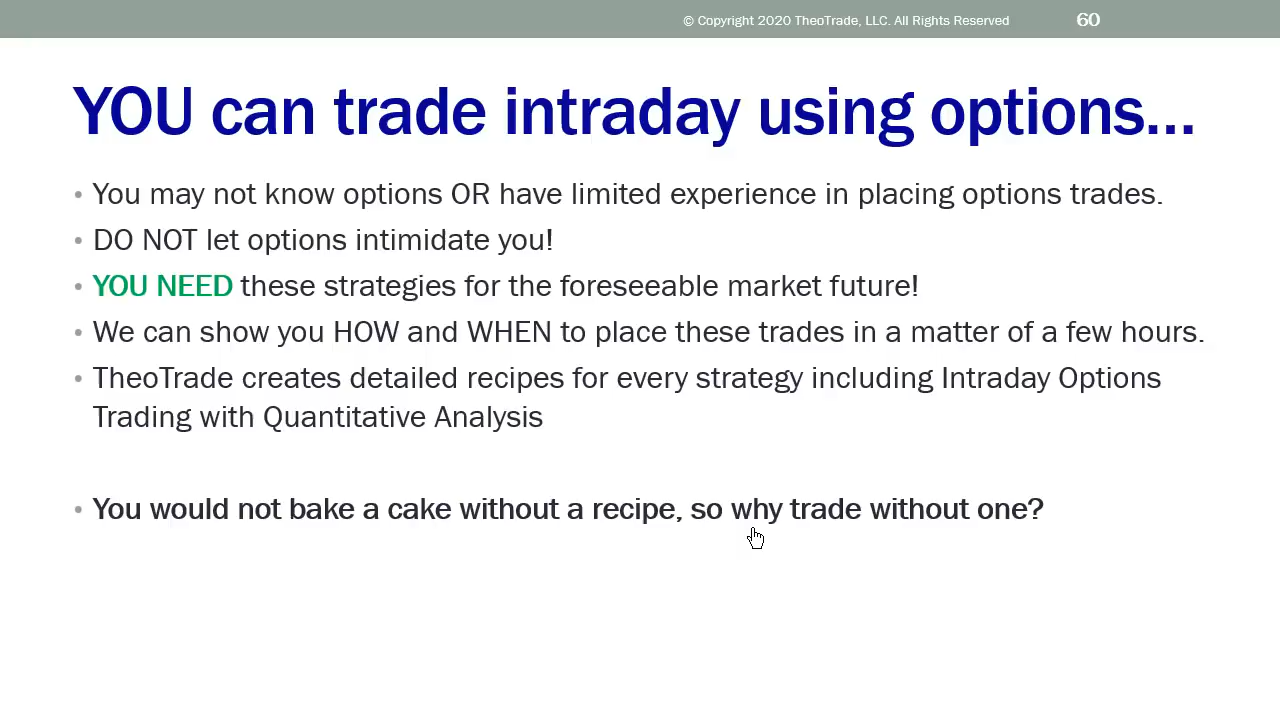 © Copyright 2020 TheoTrade, LLC. All Rights Reserved 60
YOU can trade intraday using options...
• You may not know options OR have limited experience in placing options trades.
• DO NOT let options intimidate you!
• YOU NEED these strategies for the foreseeable market future!
• We can show you HOW and WHEN to place these trades in a matter of a few hours.
• TheoTrade creates detailed recipes for every strategy including Intraday Options
Trading with Quantitative Analysis
• You would not bake a cake without a recipe, so why trade without one?